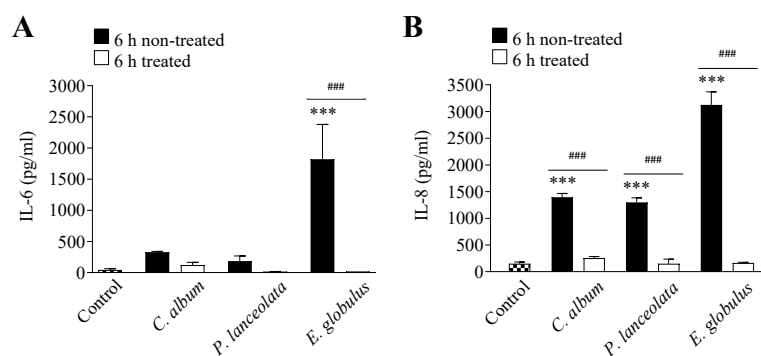 A
6 h non-treated
6 h treated
###
***
IL-6 (pg/ml)
3000
2500
2000
1500
1000
500
0
Control
C. album
P. lanceolata
E. globulus
B
6 h non-treated
6 h treated
###
***
###
***
###
***
IL-8 (pg/ml)
3500
3000
2500
2000
1500
1000
500
0
Control
C. album
P. lanceolata
E. globulus